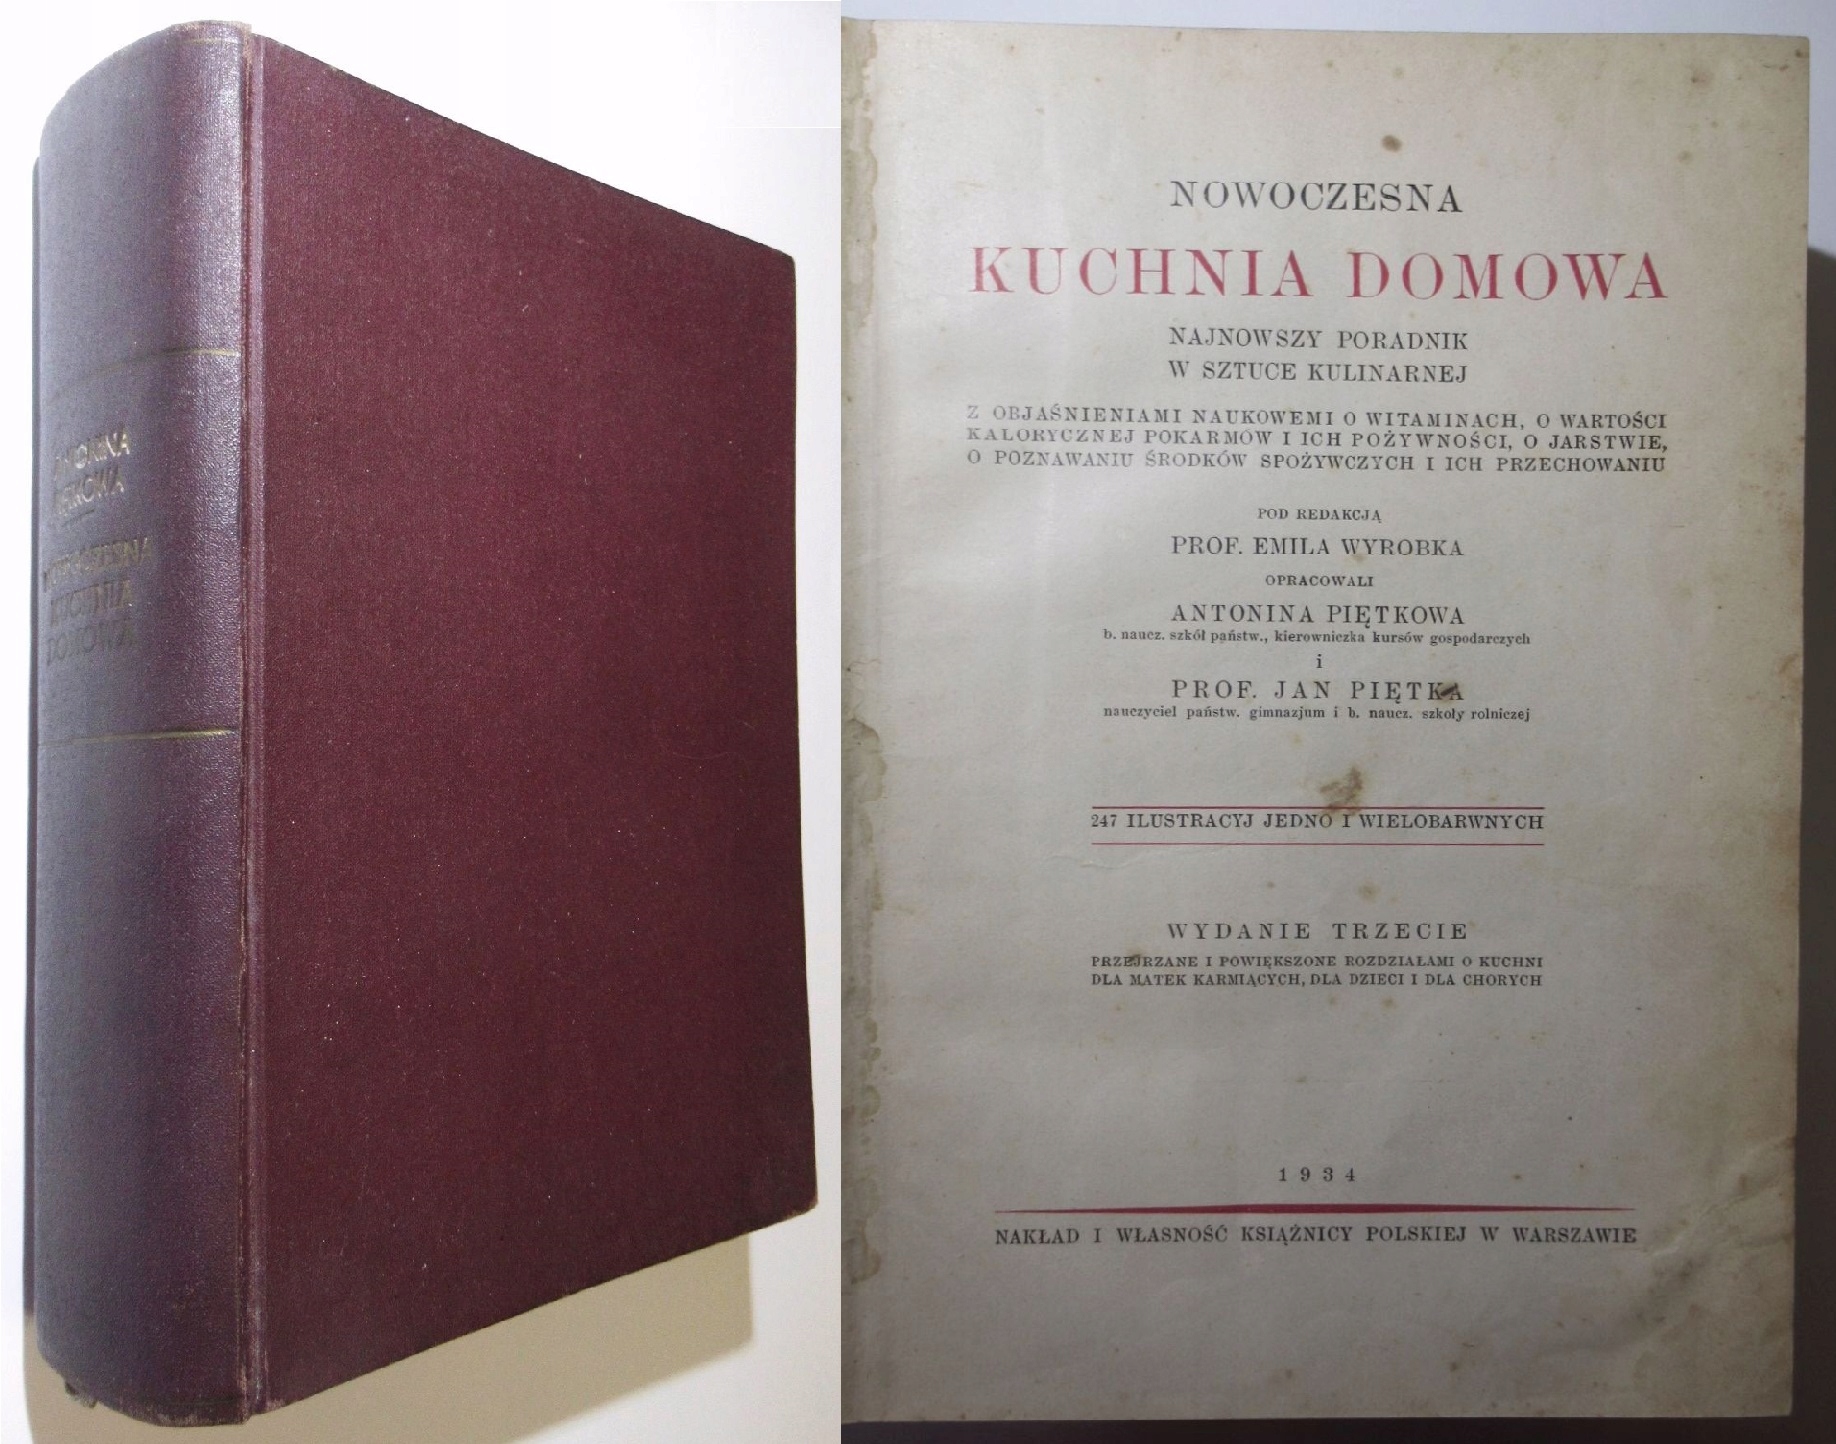 ANTONINA
PIĘTKOWA
NOWOCZESNA
KUCHNIA
DOMOWA
NOWOCZESNA
KUCHNIA DOMOWA
NAJNOWSZY PORADNIK
W SZTUCE KULINARNEJ
Z OBJAŚNIENIAMI NAUKOWEMI O WITAMINACH, O WARTOŚCI
KALORYCZNEJ POKARMÓW I ICH POŻYWNOŚCI, O JARSTWIE,
O POZNAWANIU ŚRODKÓW SPOŻYWCZYCH I ICH PRZECHOWANIU
POD REDAKCJĄ
PROF. EMILA WYROBKA
OPRACOWALI
ANTONINA PIĘTKOWA
b. naucz. szkół państw., kierowniczka kursów gospodarczych
i
PROF. JAN PIĘTKA
nauczyciel państw. gimnazjum i b. naucz. szkoły rolniczej
247 ILUSTRACYJ JEDNO I WIELOBARWNYCH
WYDANIE TRZECIE
PRZEJRZANE I POWIĘKSZONE ROZDZIAŁAMI O KUCHNI
DLA MATEK KARMIĄCYCH, DLA DZIECI I DLA CHORYCH
1934
NAKŁAD I WŁASNOŚĆ KSIĄŻNICY POLSKIEJ W WARSZAWIE